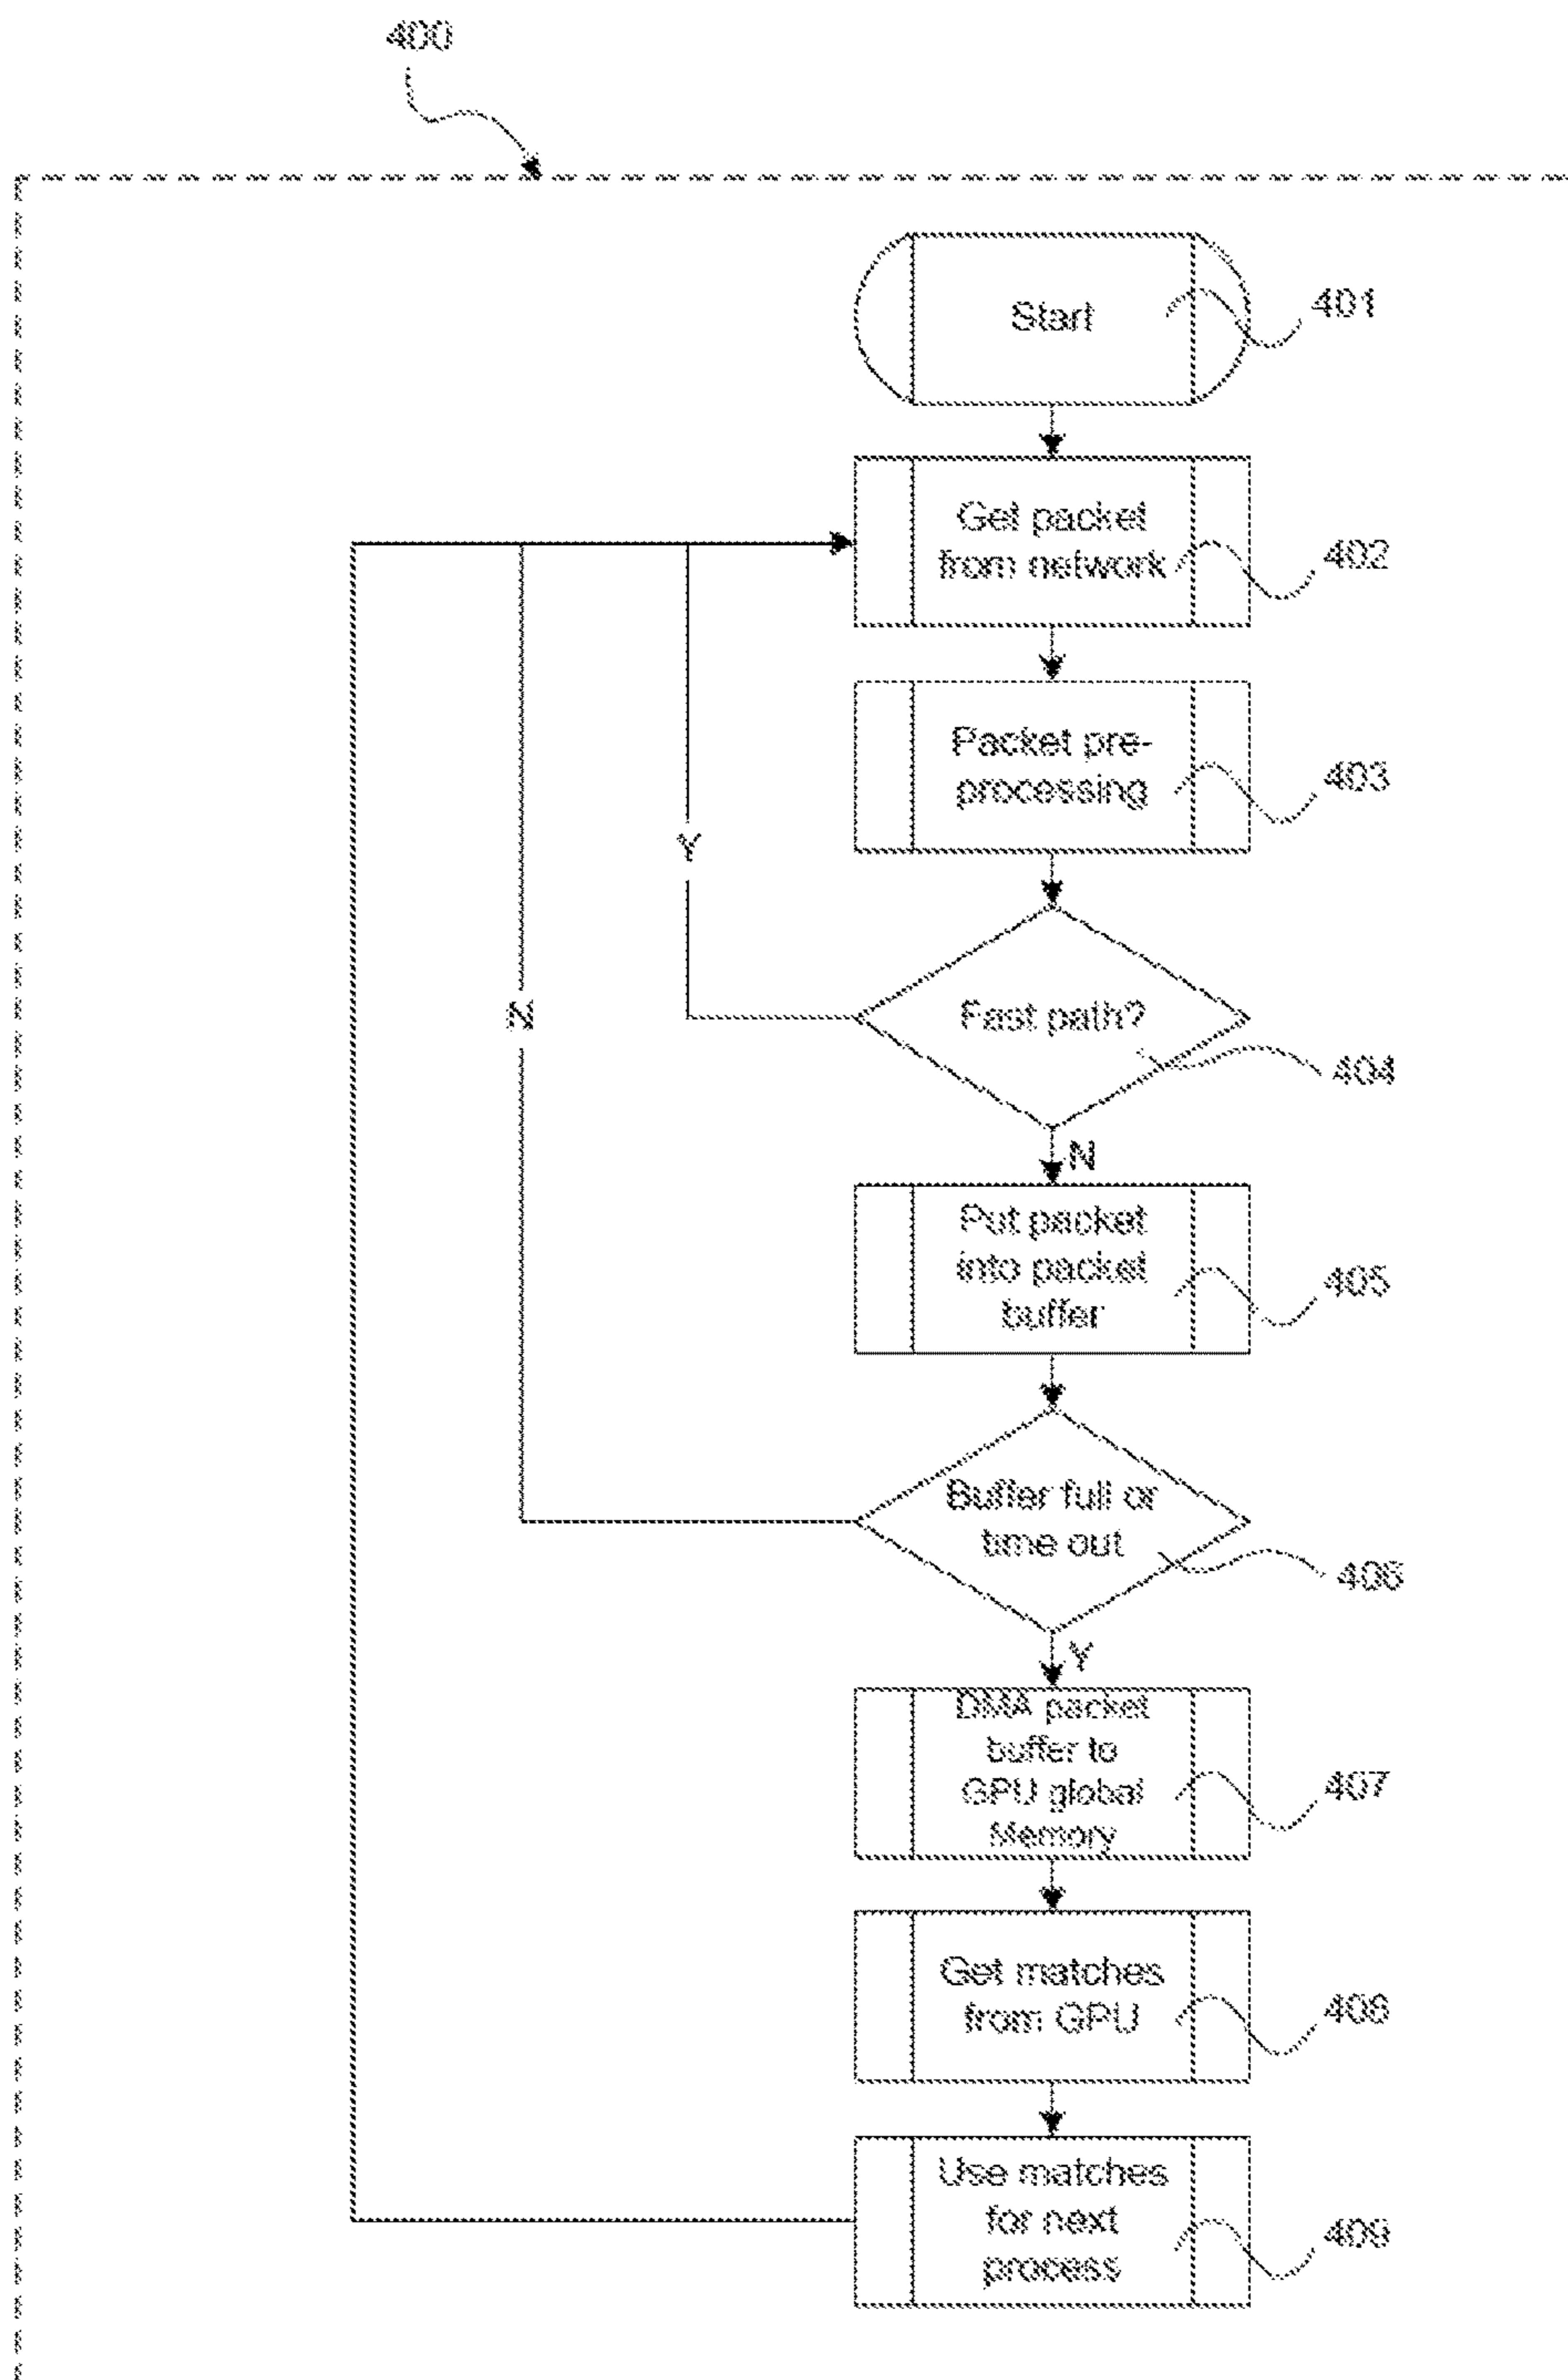 400
Start
401
Get packet
from network
402
Packet pre-
processing
403
Y
Fast path?
404
N
N
Put packet
into packet
buffer
405
Buffer full or
time out
406
Y
DMA packet
buffer to
GPU global
Memory
407
Get matches
from GPU
408
Use matches
for next
process
409